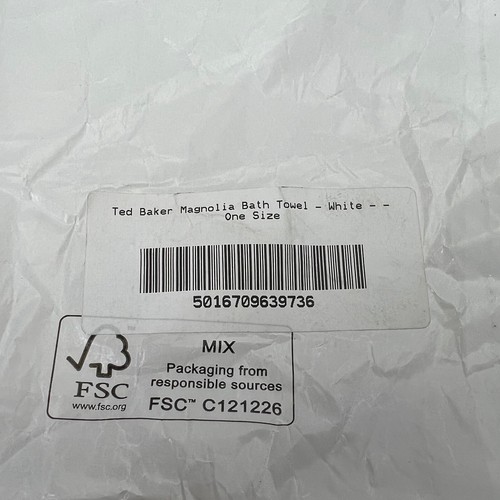 Ted Baker Magnolia Bath Towel - White - -
One Size
5016709639736
MIX
Packaging from
responsible sources
FSC
www.fsc.org
FSC™ C121226